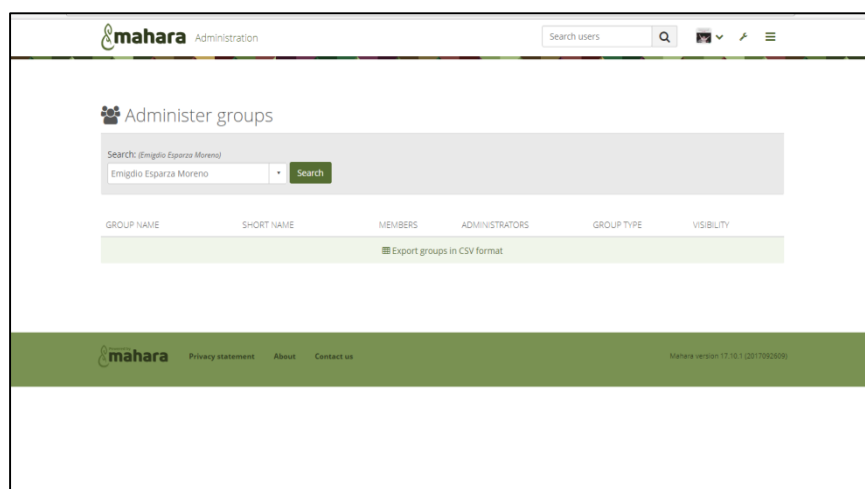 mahara Administration Search users
Administer groups
Search: (Emigdio Esparza Moreno)
Emigdio Esparza Moreno Search
GROUP NAME SHORT NAME MEMBERS ADMINISTRATORS GROUP TYPE VISIBILITY
Export groups in CSV format
mahara Privacy statement About Contact us Mahara version 17.10.1 (2017092609)